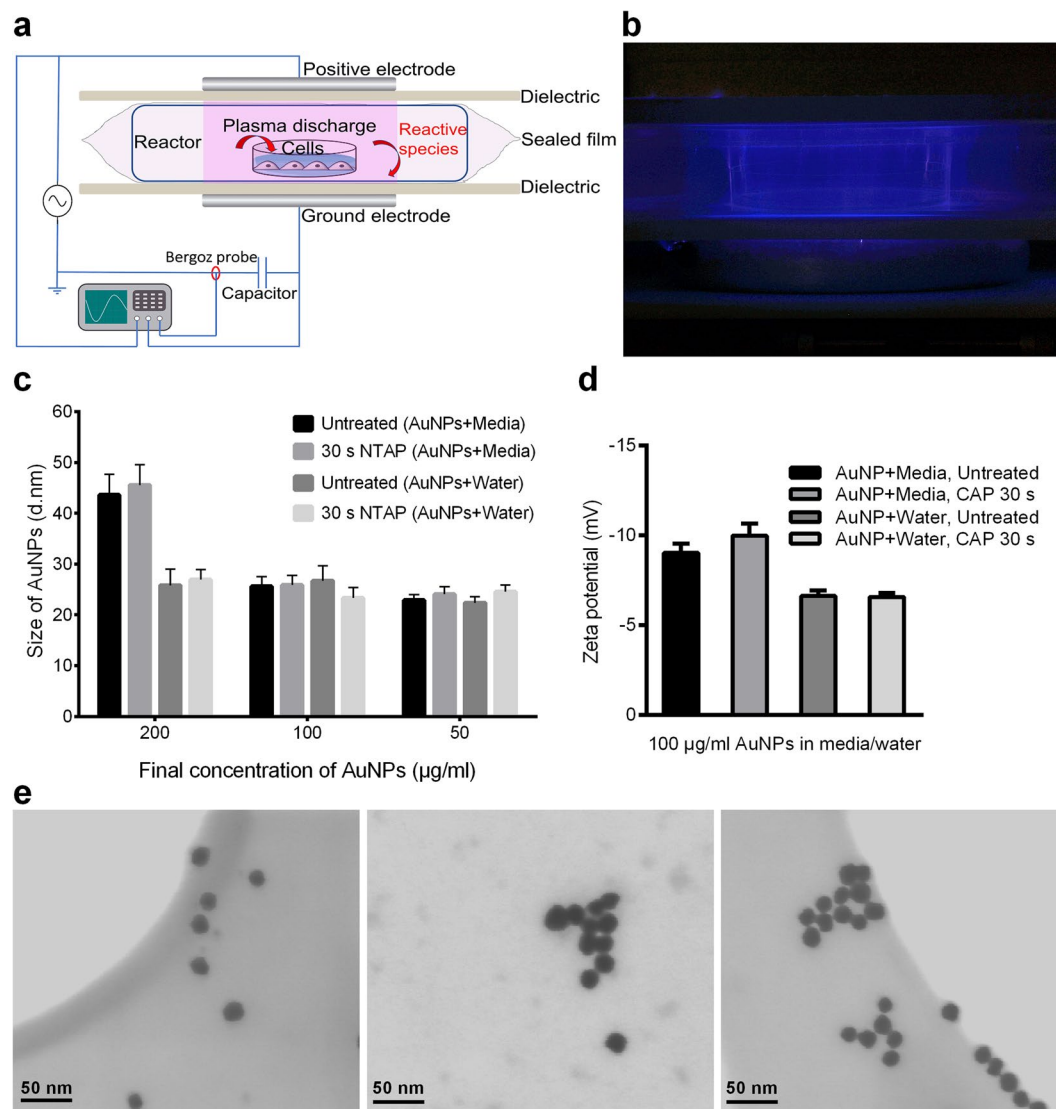 a
Positive electrode
Dielectric
Plasma discharge
Reactor
Cells
Reactive
species
Sealed film
Dielectric
Ground electrode
Bergoz probe
Capacitor
b
c
60
50
40
30
20
10
0
Size of AuNPs (d.nm)
Untreated (AuNPs+Media)
30 s NTAP (AuNPs+Media)
Untreated (AuNPs+Water)
30 s NTAP (AuNPs+Water)
200
100
50
Final concentration of AuNPs (µg/ml)
d
-15
-10
-5
-0
Zeta potential (mV)
AuNP+Media, Untreated
AuNP+Media, CAP 30 s
AuNP+Water, Untreated
AuNP+Water, CAP 30 s
100 µg/ml AuNPs in media/water
e
50 nm
50 nm
50 nm